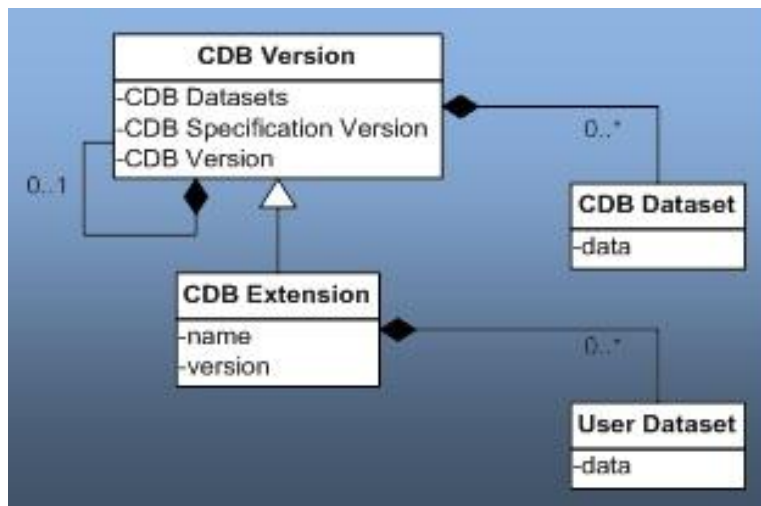 CDB Version
-CDB Datasets
-CDB Specification Version
-CDB Version
0..*
0..1
CDB Dataset
-data
CDB Extension
-name
-version
0..*
User Dataset
-data